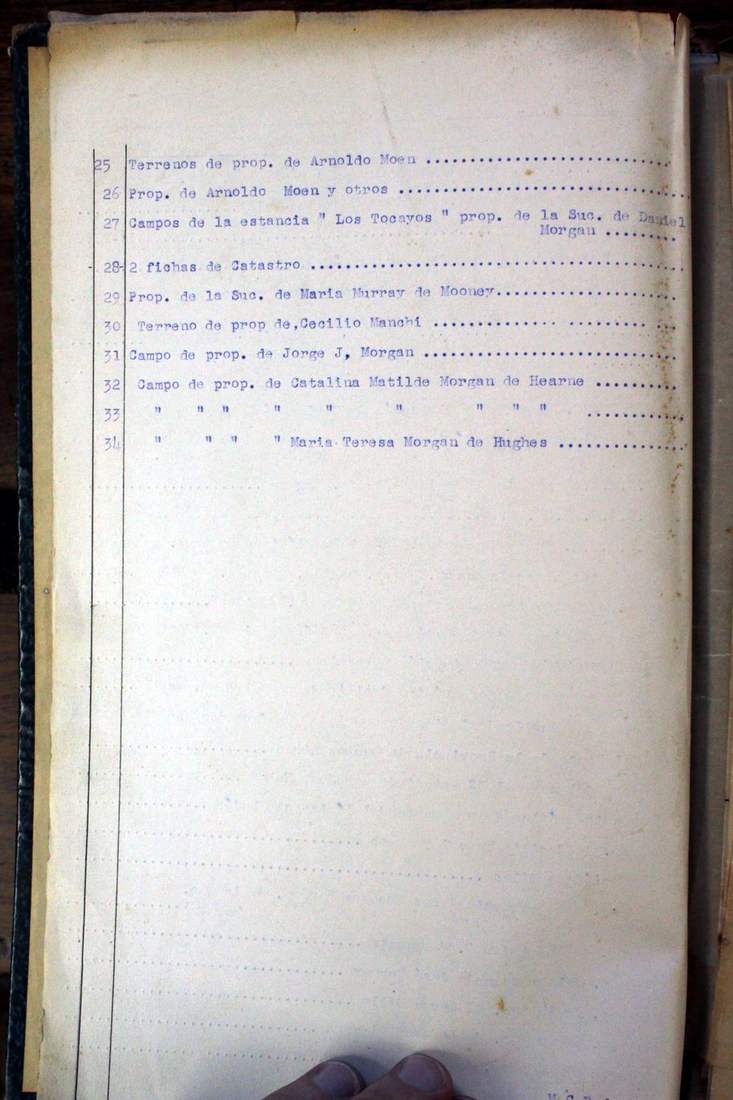 25 Terrenos de prop. de Arnoldo Moen ............................
26 Prop. de Arnoldo Moen y otros ................................
27 Campos de la estancia " Los Tocayos " prop. de la Suc. de Daniel
Morgan .........
-28- 2 fichas de Catastro ..........................................
29 Prop. de la Suc. de Maria Murray de Mooney....................
30 Terreno de prop de,Cecilio Manchi .............. ......... ...
31 Campo de prop. de Jorge J, Morgan ............................
32 Campo de prop. de Catalina Matilde Morgan de Hearne ..........
33 " " " " " " " " " ...........
34 " " " " Maria Teresa Morgan de Hughes ..............